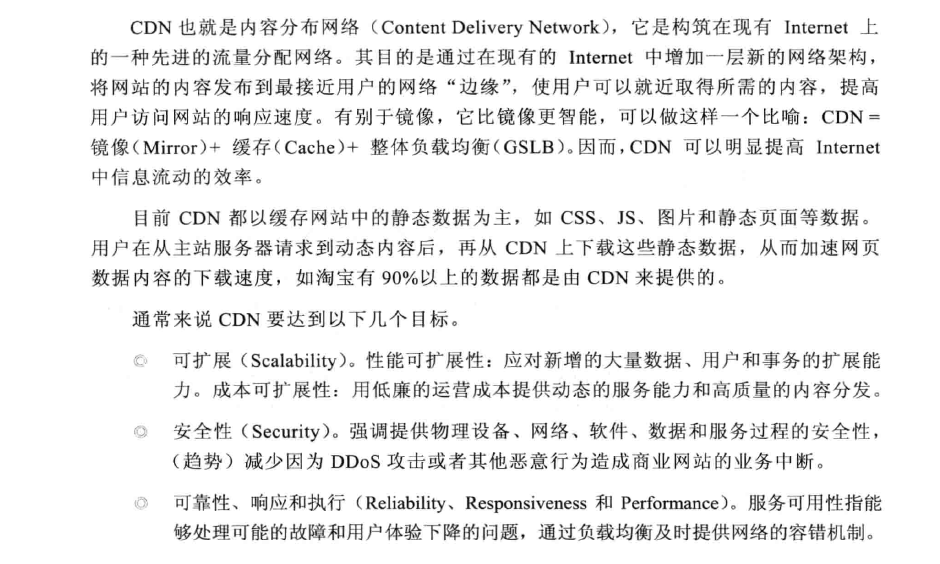 CDN 也就是内容分布网络（Content Delivery Network），它是构筑在现有 Internet 上
的一种先进的流量分配网络。其目的是通过在现有的 Internet 中增加一层新的网络架构，
将网站的内容发布到最接近用户的网络“边缘”，使用户可以就近取得所需的内容，提高
用户访问网站的响应速度。有别于镜像，它比镜像更智能，可以做这样一个比喻：CDN =
镜像（Mirror）+ 缓存（Cache）+ 整体负载均衡（GSLB）。因而，CDN 可以明显提高 Internet
中信息流动的效率。
目前 CDN 都以缓存网站中的静态数据为主，如 CSS、JS、图片和静态页面等数据。
用户在从主站服务器请求到动态内容后，再从 CDN 上下载这些静态数据，从而加速网页
数据内容的下载速度，如淘宝有 90%以上的数据都是由 CDN 来提供的。
通常来说 CDN 要达到以下几个目标。
◎ 可扩展（Scalability）。性能可扩展性：应对新增的大量数据、用户和事务的扩展能
力。成本可扩展性：用低廉的运营成本提供动态的服务能力和高质量的内容分发。
◎ 安全性（Security）。强调提供物理设备、网络、软件、数据和服务过程的安全性，
（趋势）减少因为 DDoS 攻击或者其他恶意行为造成商业网站的业务中断。
◎ 可靠性、响应和执行（Reliability、Responsiveness 和 Performance）。服务可用性指能
够处理可能的故障和用户体验下降的问题，通过负载均衡及时提供网络的容错机制。